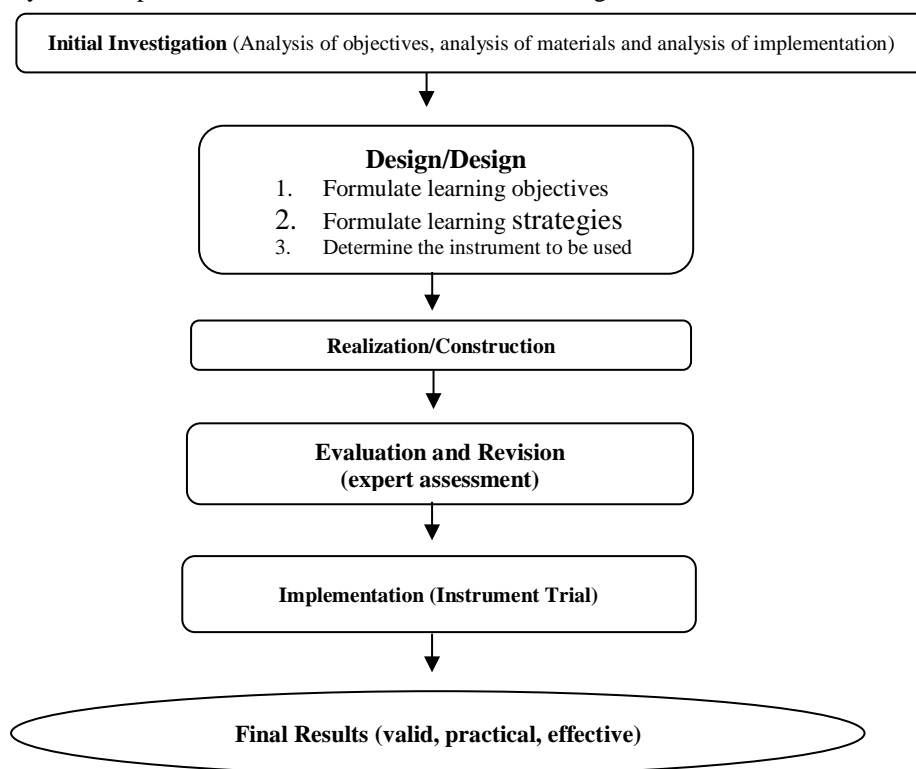 Initial Investigation (Analysis of objectives, analysis of materials and analysis of implementation)
Design/Design
1. Formulate learning objectives
2. Formulate learning strategies
3. Determine the instrument to be used
Realization/Construction
Evaluation and Revision
(expert assessment)
Implementation (Instrument Trial)
Final Results (valid, practical, effective)